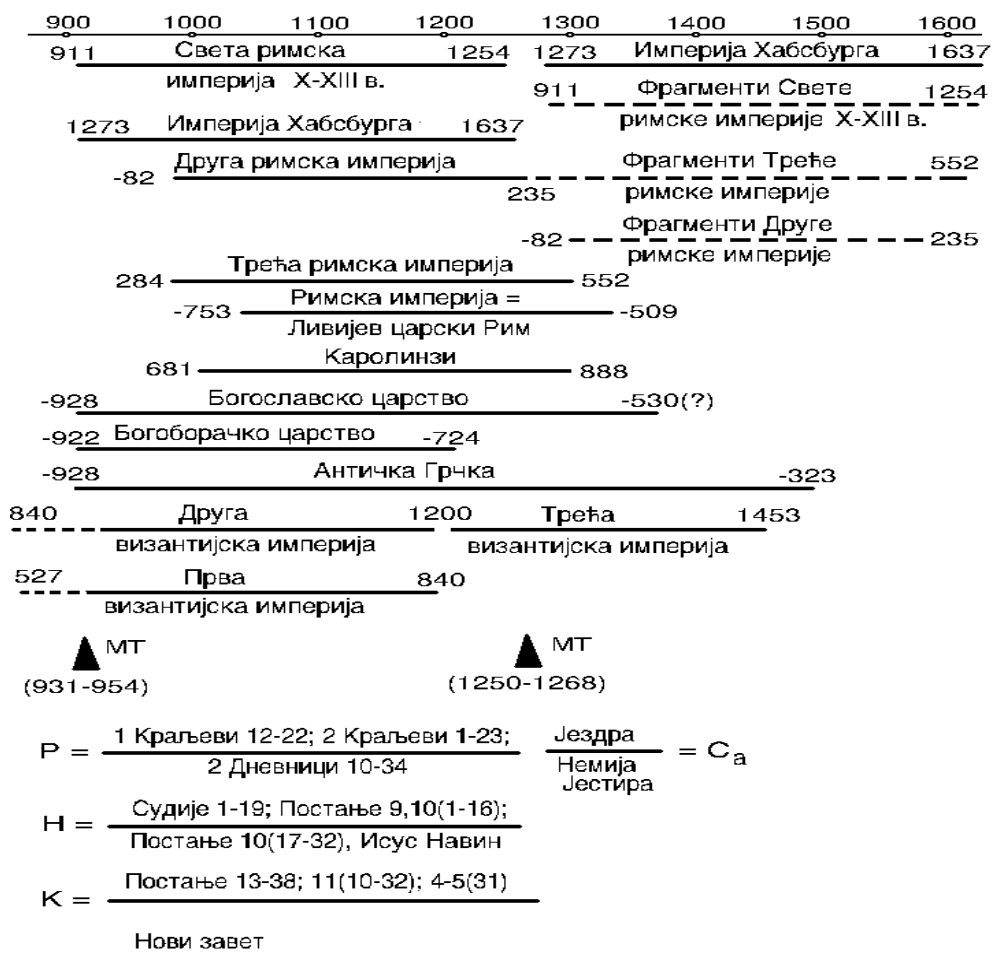 900 1000 1100 1200 1300 1400 1500 1600
911 Света римска 1254 1273 Империја Хабсбурга 1637
империја X-XIII в.
911 Фрагменти Свете 1254
римске империје X-XIII в.
1273 Империја Хабсбурга 1637
-82 Друга римска империја 235 Фрагменти Треће 552
римске империје
-82 Фрагменти Друге 235
римске империје
284 Трећа римска империја 552
-753 Римска империја = -509
Ливијев царски Рим
681 Каролинзи 888
-928 Богославско царство -530(?)
-922 Богоборачко царство -724
-928 Античка Грчка -323
840 Друга 1200 Трећа 1453
византијска империја византијска империја
527 Прва 840
византијска империја
МТ МТ
(931-954) (1250-1268)
Р = 1 Краљеви 12-22; 2 Краљеви 1-23;
2 Дневници 10-34
Јездра = Ca
Немија
Јестира
Н = Судије 1-19; Постање 9,10(1-16);
Постање 10(17-32), Исус Навин
К = Постање 13-38; 11(10-32); 4-5(31)
Нови завет